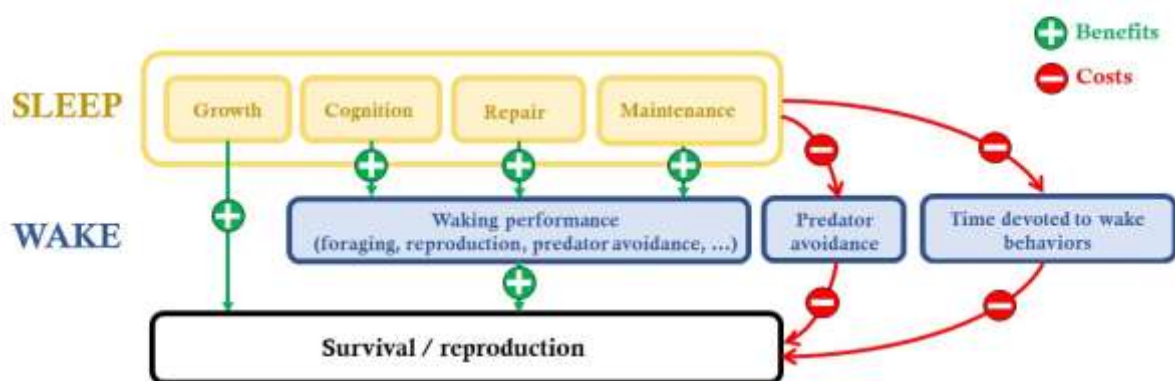 Benefits
Costs
SLEEP
Growth
Cognition
Repair
Maintenance
WAKE
Waking performance
(foraging, reproduction, predator avoidance, ...)
Predator
avoidance
Time devoted to wake
behaviors
Survival / reproduction